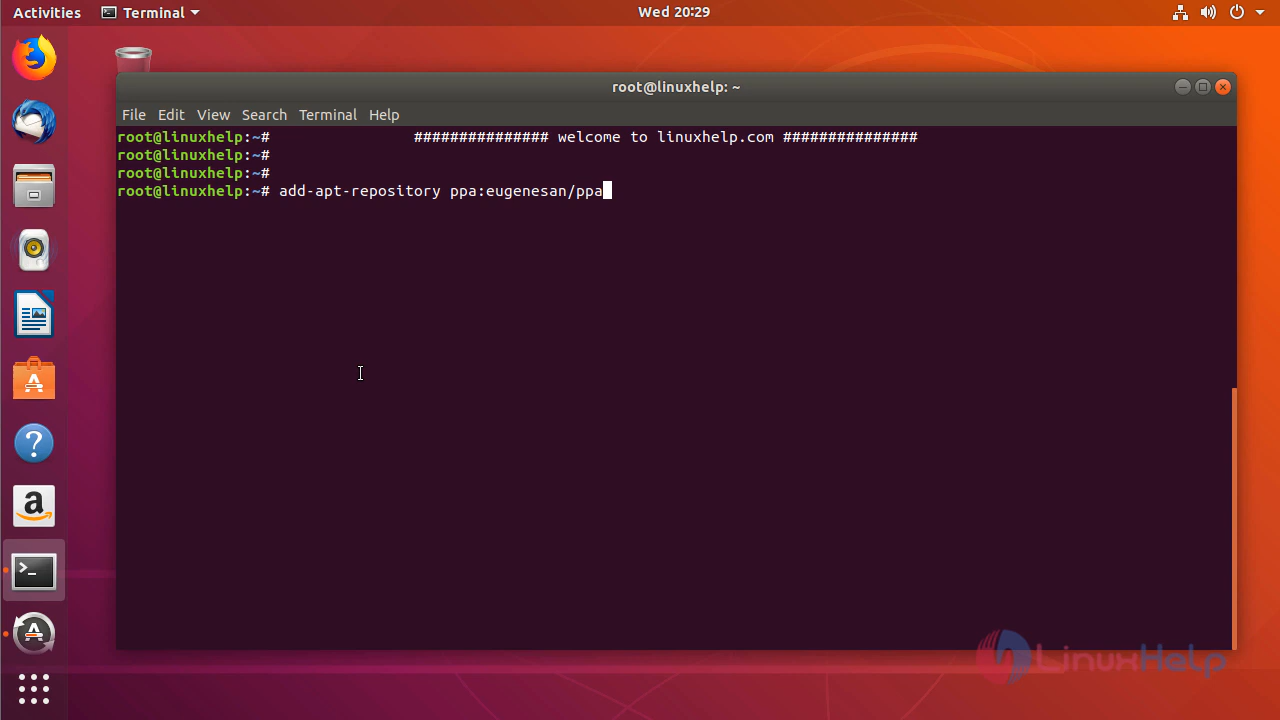 Activities Terminal Wed 20:29
root@linuxhelp: ~
File Edit View Search Terminal Help
root@linuxhelp:~# ############### welcome to linuxhelp.com ###############
root@linuxhelp:~#
root@linuxhelp:~#
root@linuxhelp:~# add-apt-repository ppa:eugenesan/ppa
LinuxHelp